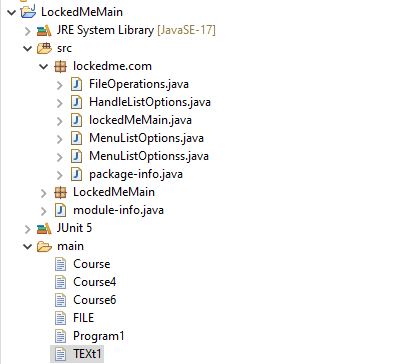 LockedMeMain
JRE System Library [JavaSE-17]
src
lockedme.com
FileOperations.java
HandleListOptions.java
lockedMeMain.java
MenuListOptions.java
MenuListOptionss.java
package-info.java
LockedMeMain
module-info.java
JUnit 5
main
Course
Course4
Course6
FILE
Program1
TEXt1